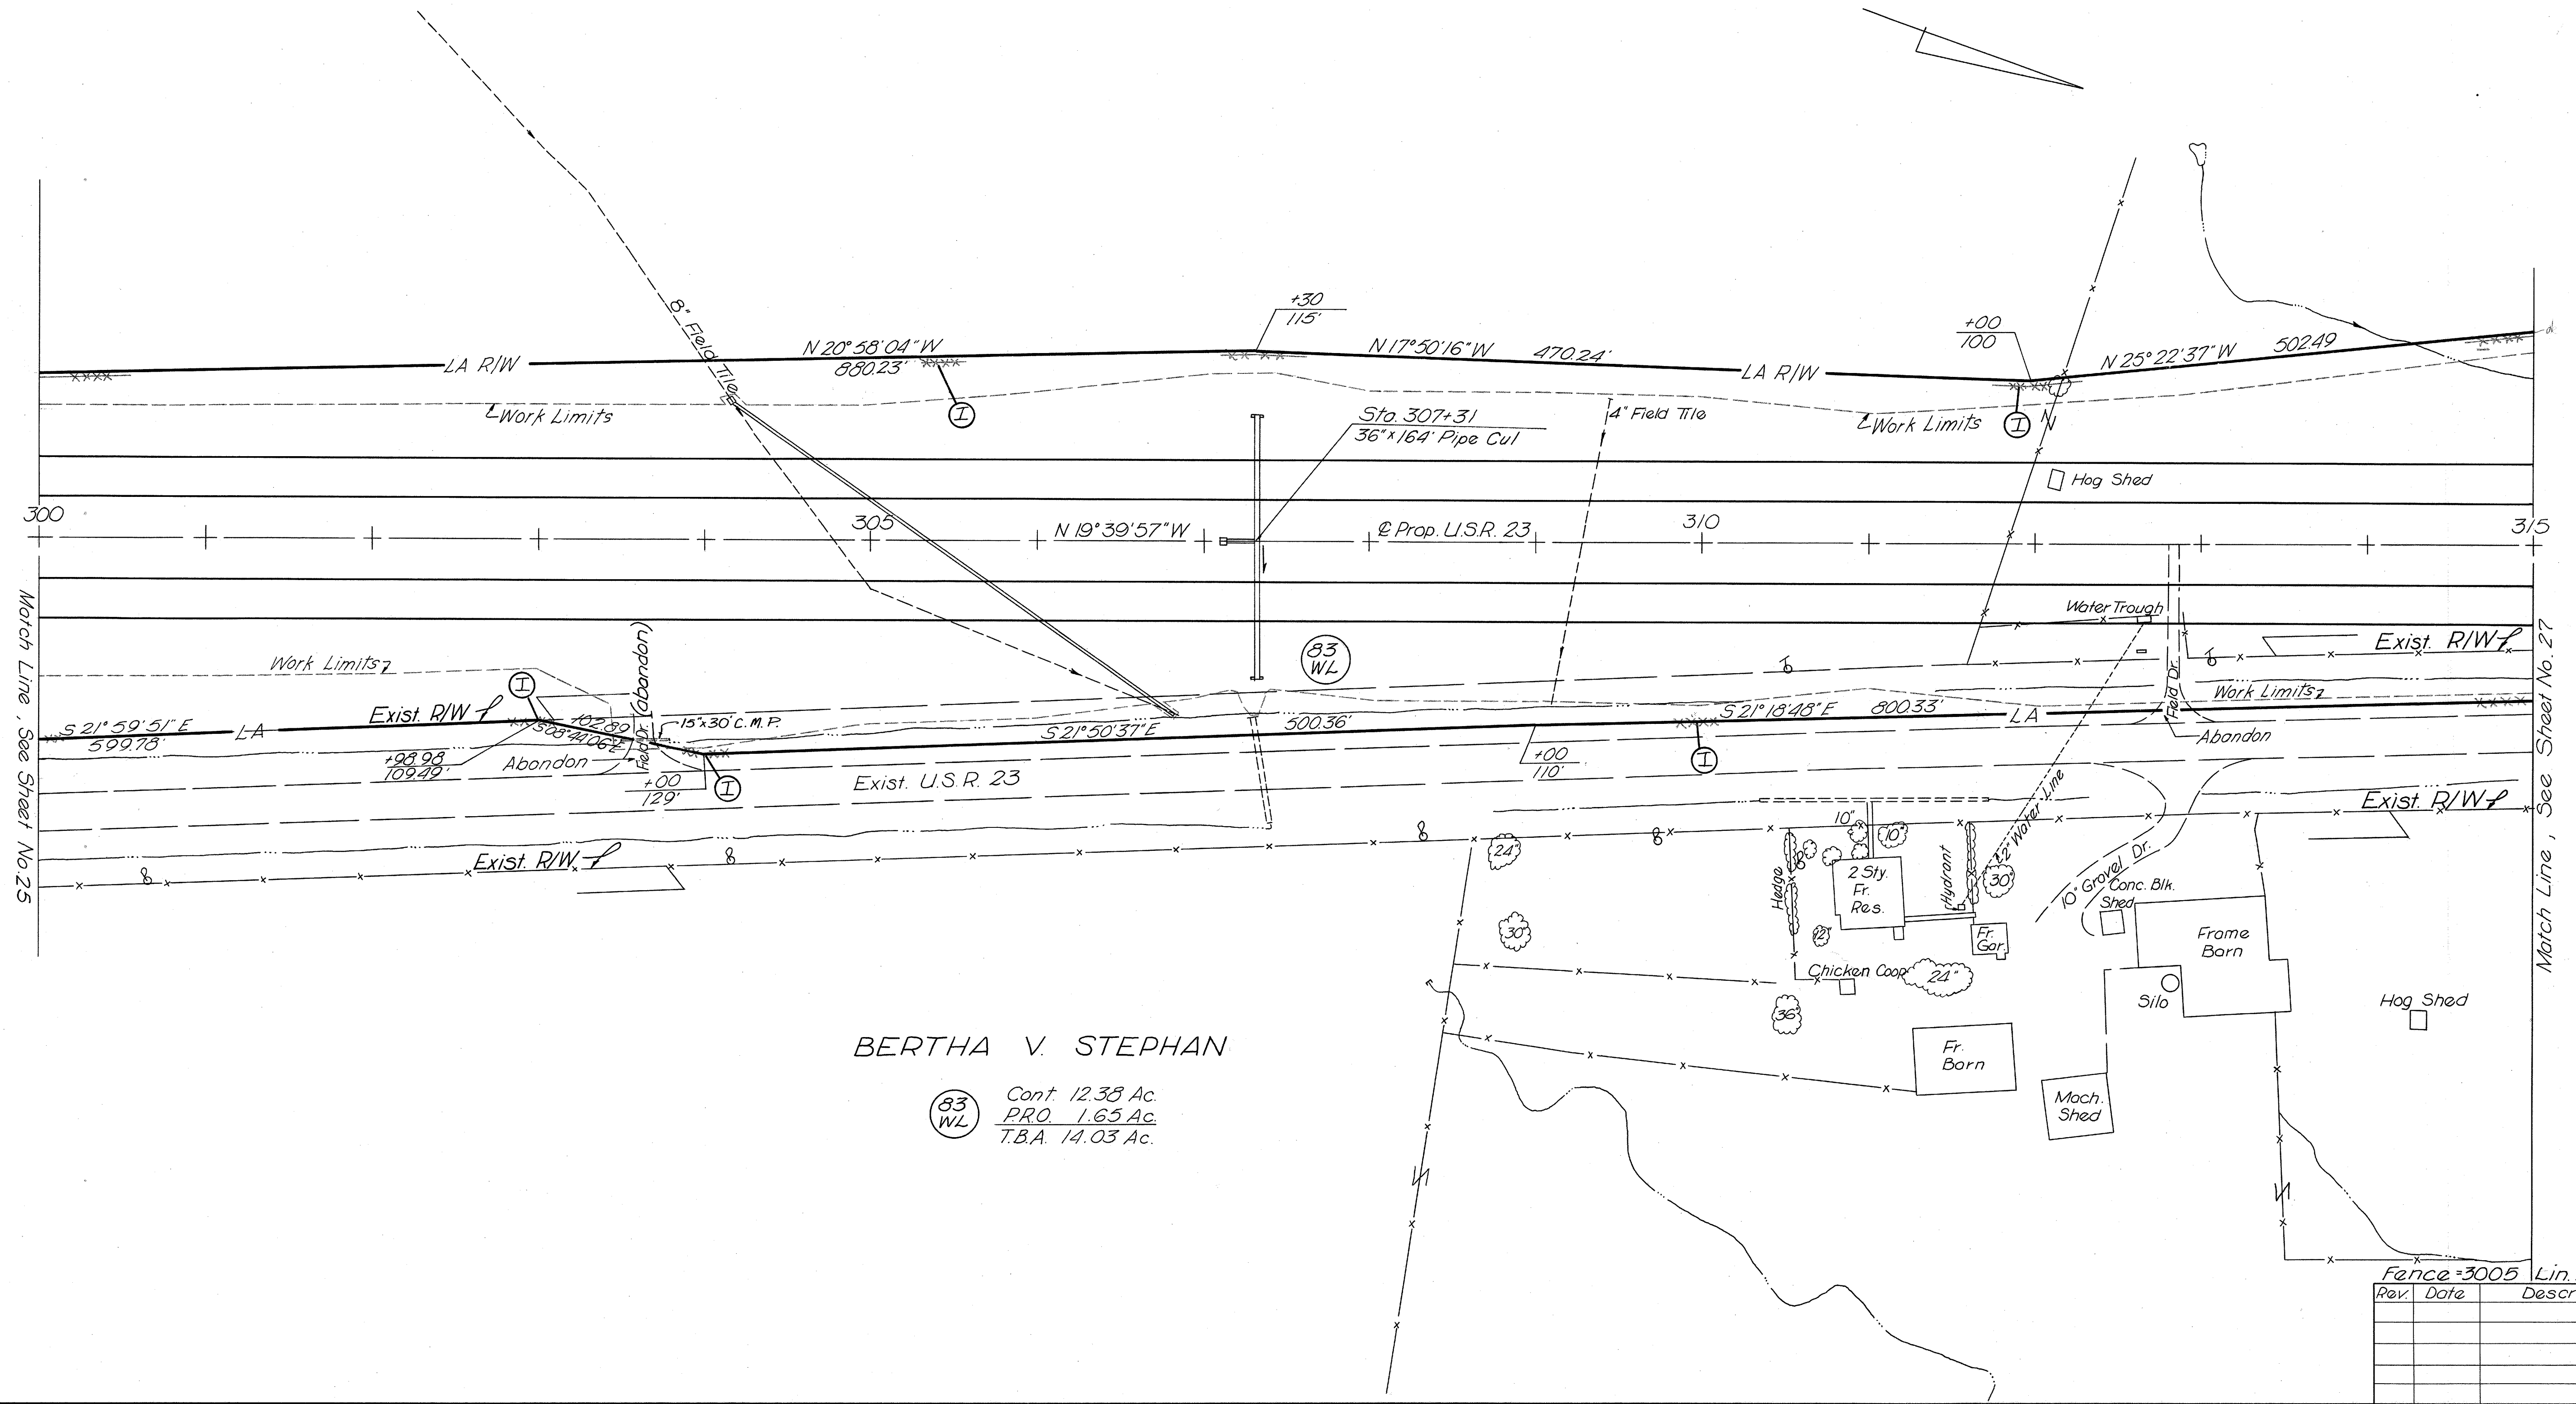 +30
115'
8" Field Tile
LA R/W
N 20° 58' 04" W
880.23'
N 17° 50' 16" W 470.24'
+00
100
LA R/W
N 25° 22' 37" W 502.49
Work Limits
I
Sta. 307+31
36" x 164' Pipe Cul
4" Field Tile
Work Limits
I
Hog Shed
300
305
N 19° 39' 57" W
℄ Prop. U.S.R. 23
310
315
Match Line, See Sheet No. 25
Match Line, See Sheet No. 27
Water Trough
Exist. R/W
Work Limits
Field Dr. (Abandon)
83
WL
I
Field Dr.
Work Limits
S 21° 59' 51" E
599.78'
LA
Exist. R/W
102.89
S 08° 44' 06" E
15" x 30' C.M.P.
S 21° 50' 37" E
500.36'
S 21° 18' 48" E 800.33'
LA
Abandon
+98.98
109.49'
Abandon
+00
129'
I
Exist. U.S.R. 23
+00
110'
I
2" Water Line
Exist. R/W
Exist. R/W
24"
10"
10"
Hedge
2 Sty.
Fr.
Res.
Hydrant
30"
10' Gravel Dr.
Conc. Blk.
Shed
30"
12"
Fr.
Gar.
Frame
Barn
Chicken Coop
24"
Silo
Hog Shed
36"
Fr.
Barn
Mach.
Shed
BERTHA V. STEPHAN
83
WL
Cont. 12.38 Ac.
P.R.O. 1.65 Ac.
T.B.A. 14.03 Ac.
Fence = 3005 Lin.
Rev. Date Descr